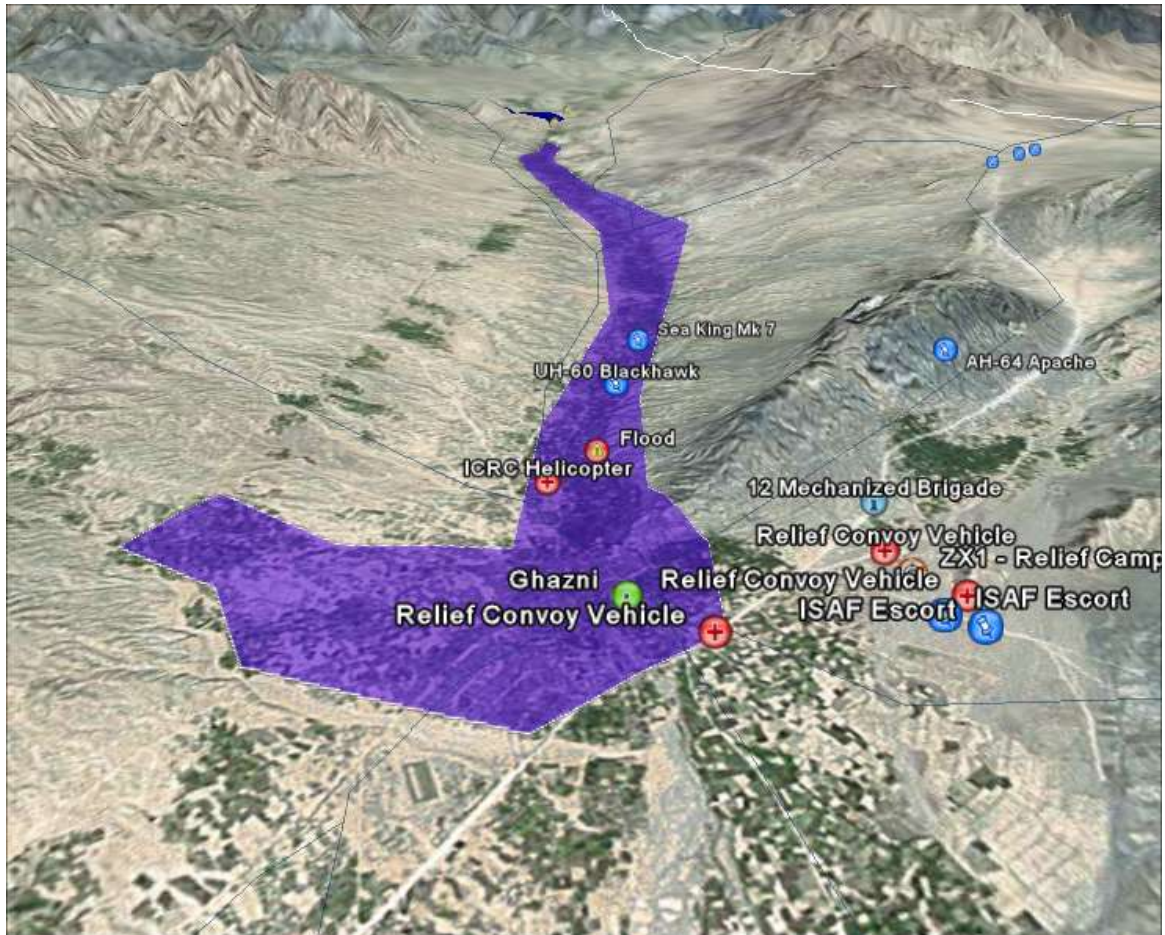 Sea King Mk 7
UH-60 Blackhawk
AH-64 Apache
Flood
ICRC Helicopter
12 Mechanized Brigade
Relief Convoy Vehicle
ZX1 - Relief Camp
Ghazni
Relief Convoy Vehicle
ISAF Escort
ISAF Escort
Relief Convoy Vehicle